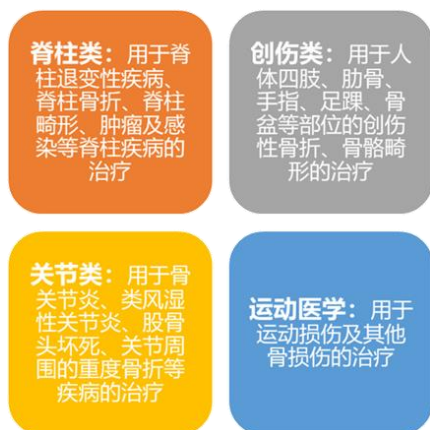 脊柱类：用于脊
柱退变性疾病、
脊柱骨折、脊柱
畸形、肿瘤及感
染等脊柱疾病的
治疗
创伤类：用于人
体四肢、肋骨、
手指、足踝、骨
盆等部位的创伤
性骨折、骨骼畸
形的治疗
关节类：用于骨
关节炎、类风湿
性关节炎、股骨
头坏死、关节周
围的重度骨折等
疾病的治疗
运动医学：用于
运动损伤及其他
骨损伤的治疗